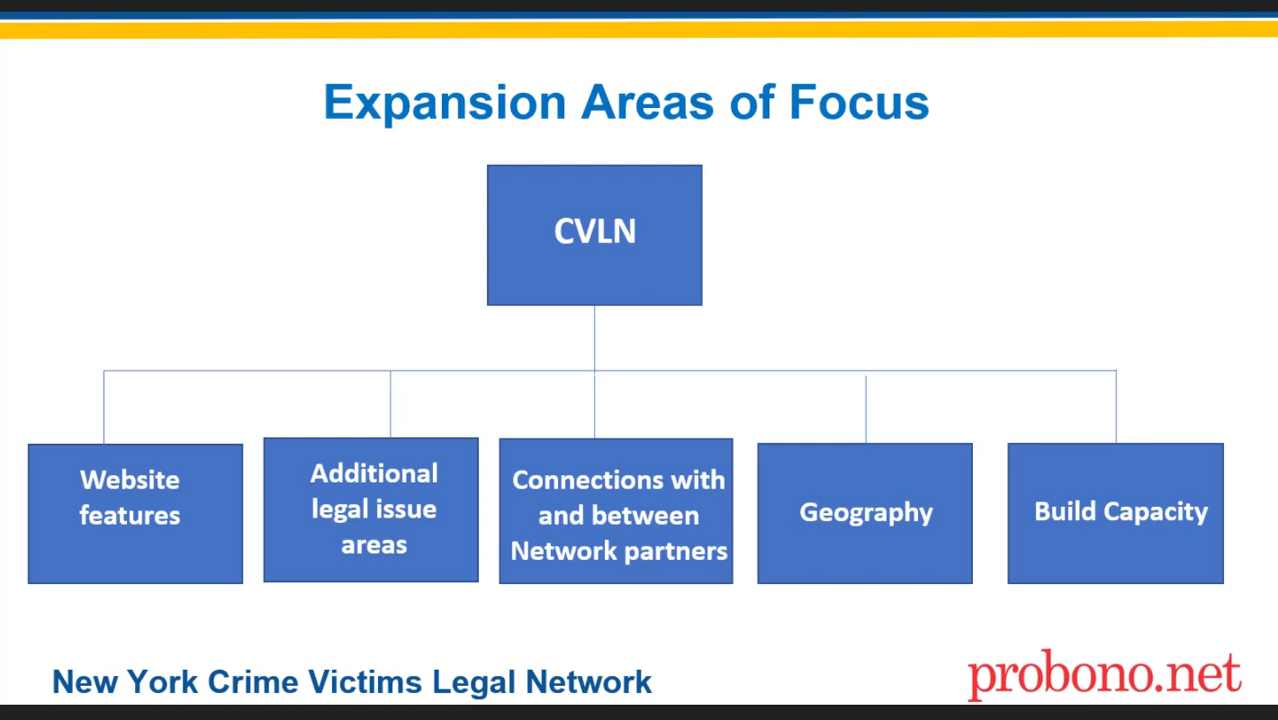 Expansion Areas of Focus
CVLN
Website
features
Additional
legal issue
areas
Connections with
and between
Network partners
Geography
Build Capacity
New York Crime Victims Legal Network
probono.net